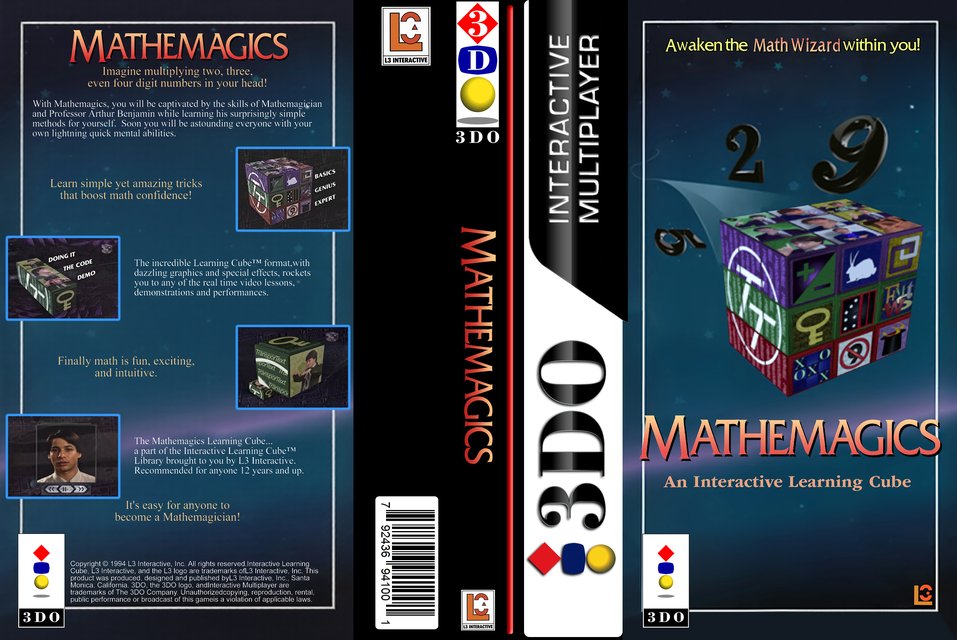 MATHEMAGICS
Imagine multiplying two, three,
even four digit numbers in your head!
With Mathemagics, you will be captivated by the skills of Mathemagician
and Professor Arthur Benjamin while learning his surprisingly simple
methods for yourself. Soon you will be astounding everyone with your
own lightning quick mental abilities.
Learn simple yet amazing tricks
that boost math confidence!
BASICS
GENIUS
EXPERT
DOING IT
THE CODE
DEMO
The incredible Learning Cube™ format,with
dazzling graphics and special effects, rockets
you to any of the real time video lessons,
demonstrations and performances.
Finally math is fun, exciting,
and intuitive.
The Mathemagics Learning Cube...
a part of the Interactive Learning Cube™
Library brought to you by L3 Interactive.
Recommended for anyone 12 years and up.
It's easy for anyone to
become a Mathemagician!
3DO
Copyright © 1994 L3 Interactive, Inc. All rights reserved.Interactive Learning
Cube, L3 Interactive, and the L3 logo are trademarks ofL3 Interactive, Inc. This
product was produced, designed and published byL3 Interactive, Inc., Santa
Monica, California. 3DO, the 3DO logo, andInteractive Multiplayer are
trademarks of The 3DO Company. Unauthorizedcopying, reproduction, rental,
public performance or broadcast of this gameis a violation of applicable laws.
L3 INTERACTIVE
3
D
3DO
MATHEMAGICS
7 92436 94100 1
L3 INTERACTIVE
INTERACTIVE
MULTIPLAYER
3DO
Awaken the Math Wizard within you!
2
9
MATHEMAGICS
An Interactive Learning Cube
3DO